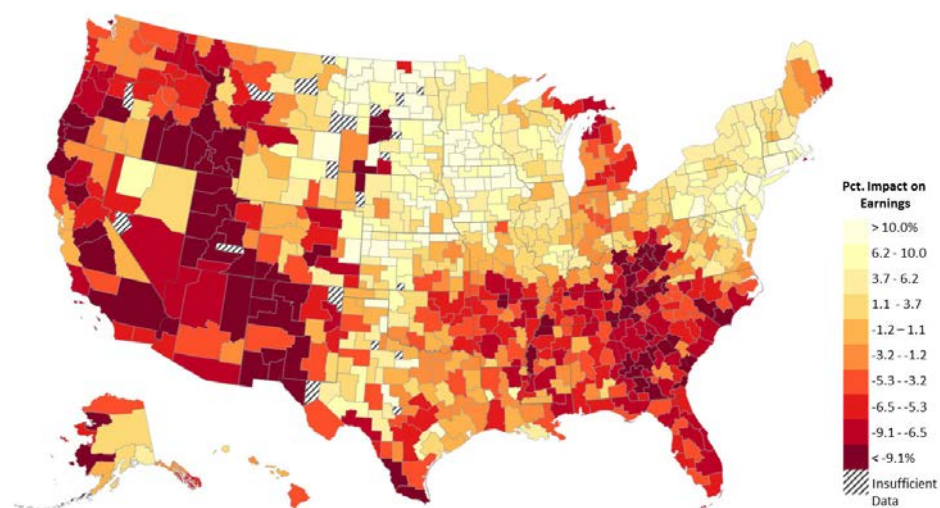 Pct. Impact on
Earnings
> 10.0%
6.2 - 10.0
3.7 - 6.2
1.1 - 3.7
-1.2 – 1.1
-3.2 - -1.2
-5.3 – -3.2
-6.5 – -5.3
-9.1 – -6.5
< -9.1%
Insufficient
Data